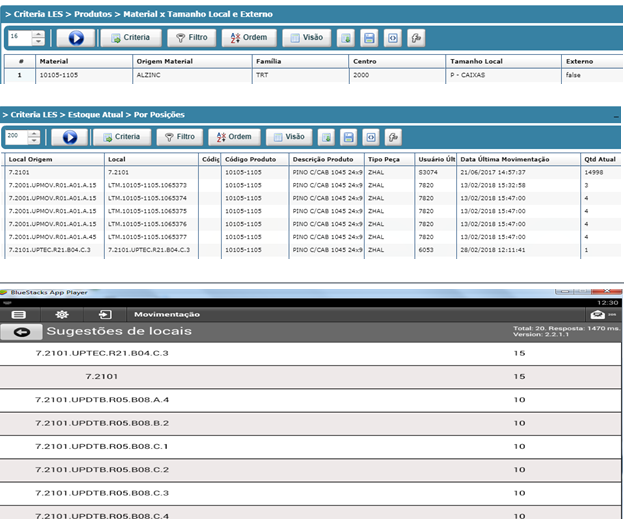 > Criteria LES > Produtos > Material x Tamanho Local e Externo
16 Criteria Filtro Ordem Visão
# Material Origem Material Família Centro Tamanho Local Externo
1 10105-1105 ALZINC TRT 2000 P - CAIXAS false
> Criteria LES > Estoque Atual > Por Posições
200 Criteria Filtro Ordem Visão
Local Origem Local Códig Código Produto Descrição Produto Tipo Peça Usuário Últ Data Última Movimentação Qtd Atual
7.2101 7.2101 10105-1105 PINO C/CAB 1045 24x9 ZHAL S3074 21/06/2017 14:57:37 14998
7.2001.UPMOV.R01.A01.A.15 LTM.10105-1105.1065373 10105-1105 PINO C/CAB 1045 24x9 ZHAL 7820 13/02/2018 15:32:58 3
7.2001.UPMOV.R01.A01.A.15 LTM.10105-1105.1065374 10105-1105 PINO C/CAB 1045 24x9 ZHAL 7820 13/02/2018 15:47:00 4
7.2001.UPMOV.R01.A01.A.15 LTM.10105-1105.1065375 10105-1105 PINO C/CAB 1045 24x9 ZHAL 7820 13/02/2018 15:47:00 4
7.2001.UPMOV.R01.A01.A.15 LTM.10105-1105.1065376 10105-1105 PINO C/CAB 1045 24x9 ZHAL 7820 13/02/2018 15:47:00 4
7.2001.UPMOV.R01.A01.A.45 LTM.10105-1105.1065377 10105-1105 PINO C/CAB 1045 24x9 ZHAL 7820 13/02/2018 15:47:00 4
7.2101.UPTEC.R21.B04.C.3 7.2101.UPTEC.R21.B04.C.3 10105-1105 PINO C/CAB 1045 24x9 ZHAL 6053 28/02/2018 12:11:41 1
BlueStacks App Player
12:30
Movimentação
Sugestões de locais Total: 20. Resposta: 1470 ms.
Version: 2.2.1.1
7.2101.UPTEC.R21.B04.C.3 15
7.2101 15
7.2101.UPDTB.R05.B08.A.4 10
7.2101.UPDTB.R05.B08.B.2 10
7.2101.UPDTB.R05.B08.C.1 10
7.2101.UPDTB.R05.B08.C.2 10
7.2101.UPDTB.R05.B08.C.3 10
7.2101.UPDTB.R05.B08.C.4 10